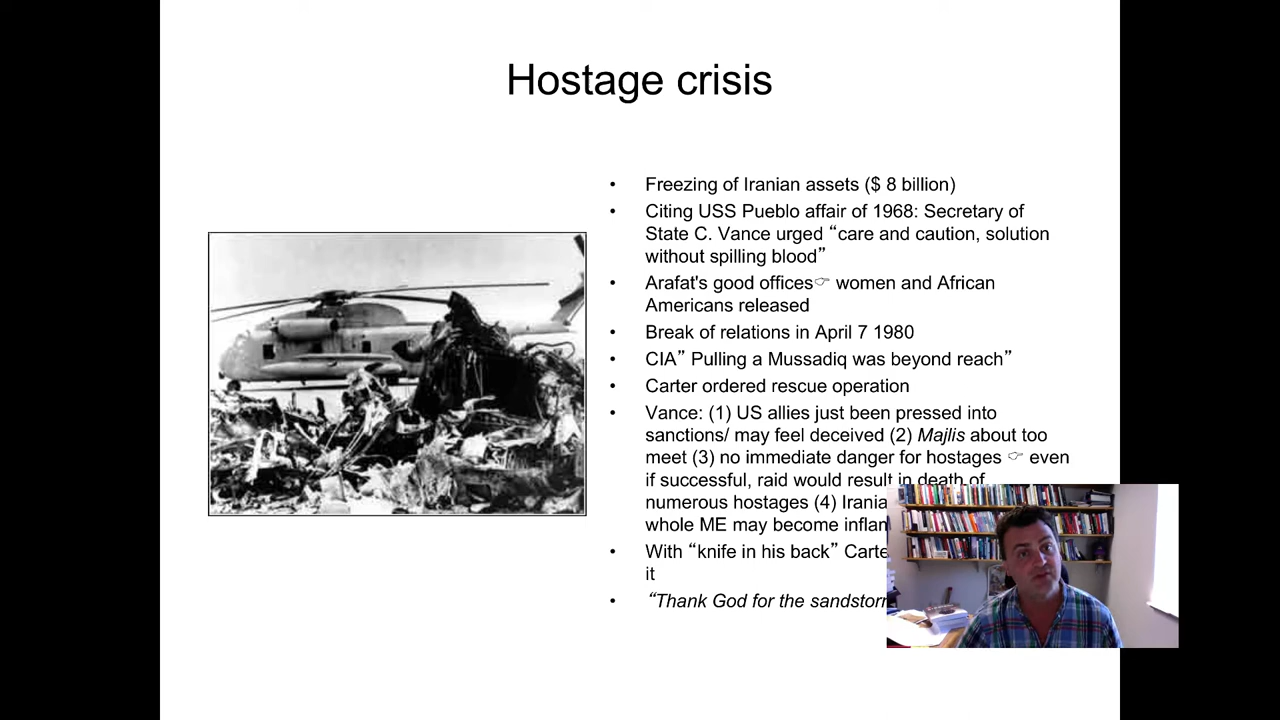 Hostage crisis
• Freezing of Iranian assets ($ 8 billion)
• Citing USS Pueblo affair of 1968: Secretary of
State C. Vance urged “care and caution, solution
without spilling blood”
• Arafat's good offices☞ women and African
Americans released
• Break of relations in April 7 1980
• CIA” Pulling a Mussadiq was beyond reach”
• Carter ordered rescue operation
• Vance: (1) US allies just been pressed into
sanctions/ may feel deceived (2) Majlis about too
meet (3) no immediate danger for hostages ☞ even
if successful, raid would result in death of
numerous hostages (4)
whole ME may become
• With “knife in his back”
it
• “Thank God for the